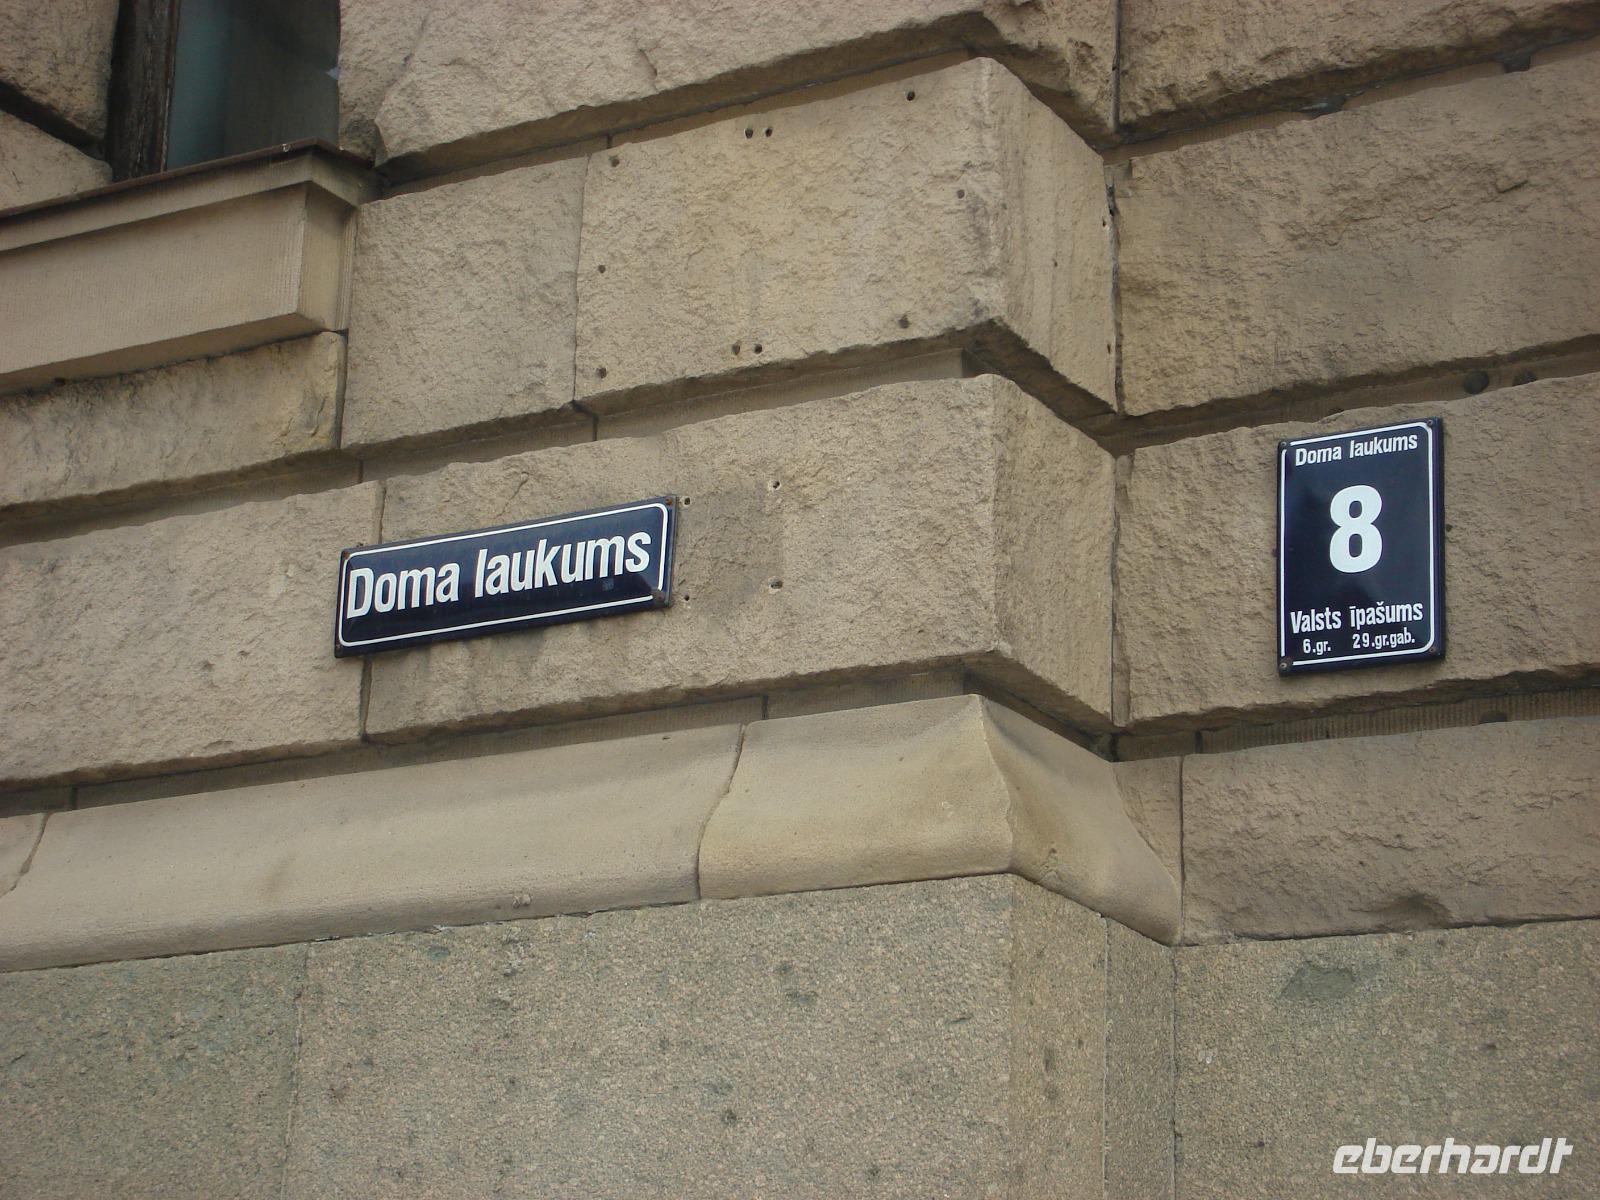 Doma laukums
Doma laukums
8
Valsts īpašums
6.gr. 29.gr.gab.
eberhardt